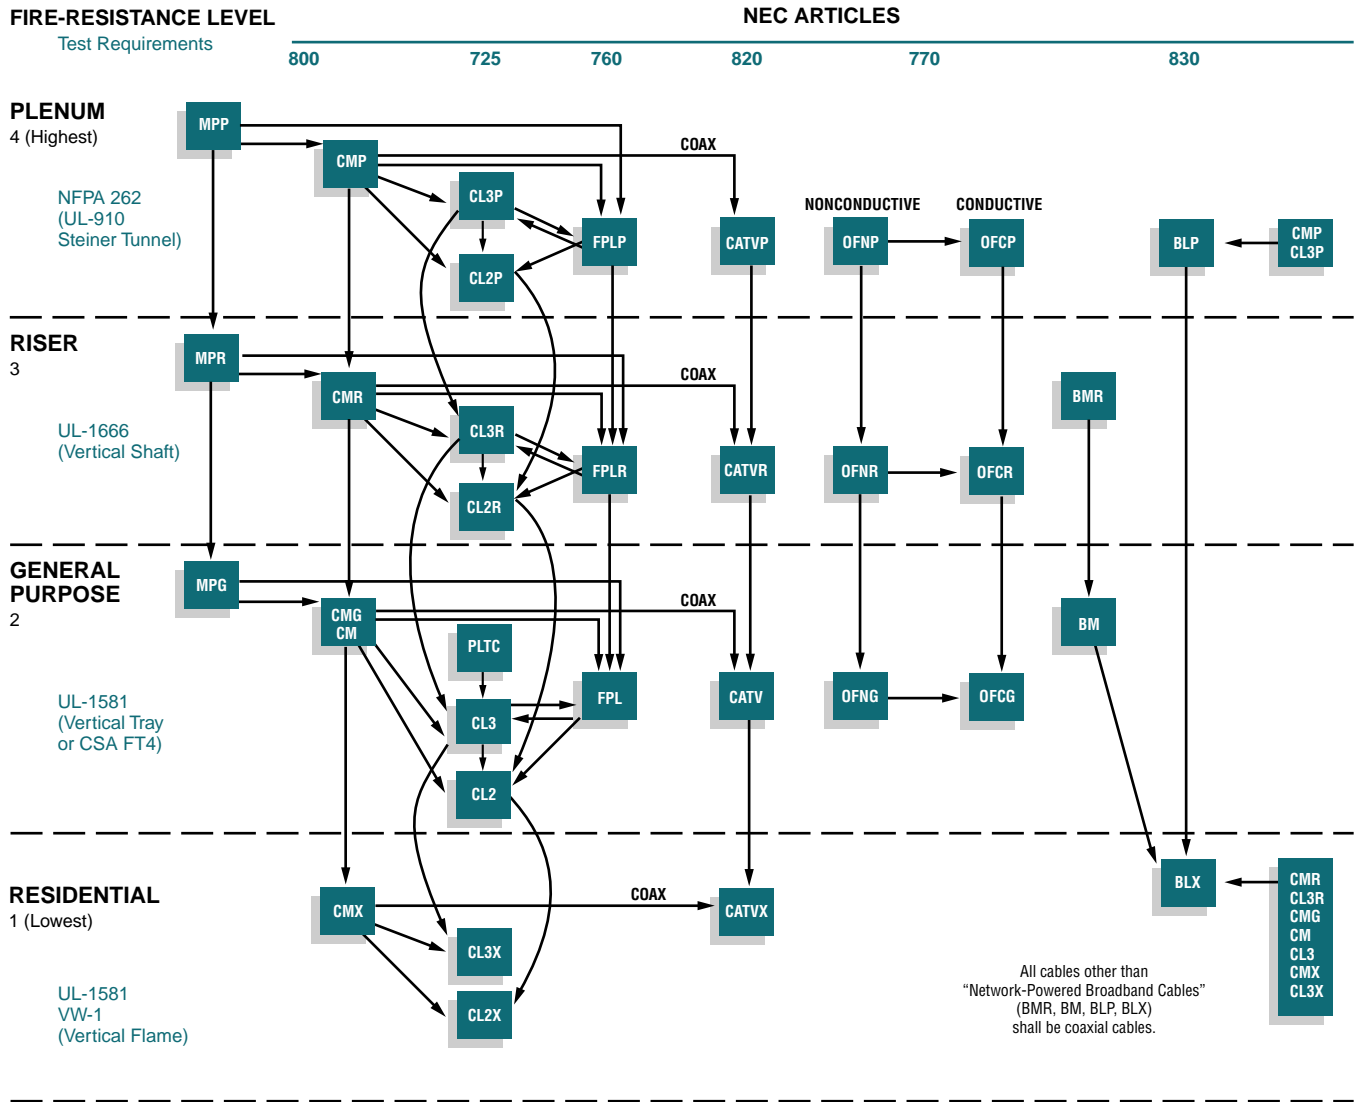 FIRE-RESISTANCE LEVEL
Test Requirements
NEC ARTICLES
800
725
760
820
770
830
PLENUM
4 (Highest)
NFPA 262
(UL-910
Steiner Tunnel)
MPP
CMP
COAX
CL3P
CL2P
FPLP
CATVP
NONCONDUCTIVE
CONDUCTIVE
OFNP
OFCP
BLP
CMP
CL3P
RISER
3
UL-1666
(Vertical Shaft)
MPR
CMR
COAX
CL3R
CL2R
FPLR
CATVR
OFNR
OFCR
BMR
GENERAL
PURPOSE
2
UL-1581
(Vertical Tray
or CSA FT4)
MPG
CMG
CM
COAX
PLTC
CL3
CL2
FPL
CATV
OFNG
OFCG
BM
RESIDENTIAL
1 (Lowest)
UL-1581
VW-1
(Vertical Flame)
CMX
COAX
CL3X
CL2X
CATVX
BLX
CMR
CL3R
CMG
CM
CL3
CMX
CL3X
All cables other than
“Network-Powered Broadband Cables”
(BMR, BM, BLP, BLX)
shall be coaxial cables.